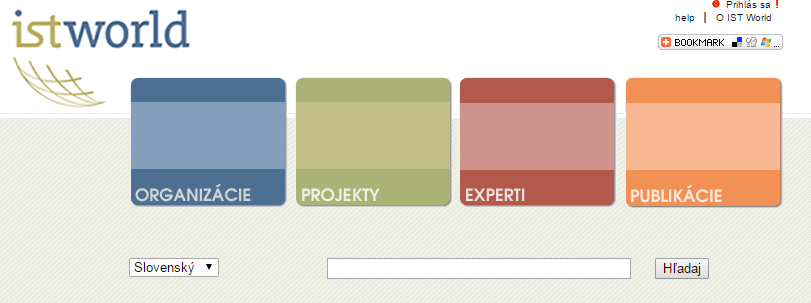 istworld
Prihlás sa !
help | O IST World
BOOKMARK ...
ORGANIZÁCIE
PROJEKTY
EXPERTI
PUBLIKÁCIE
Slovenský
Hľadaj